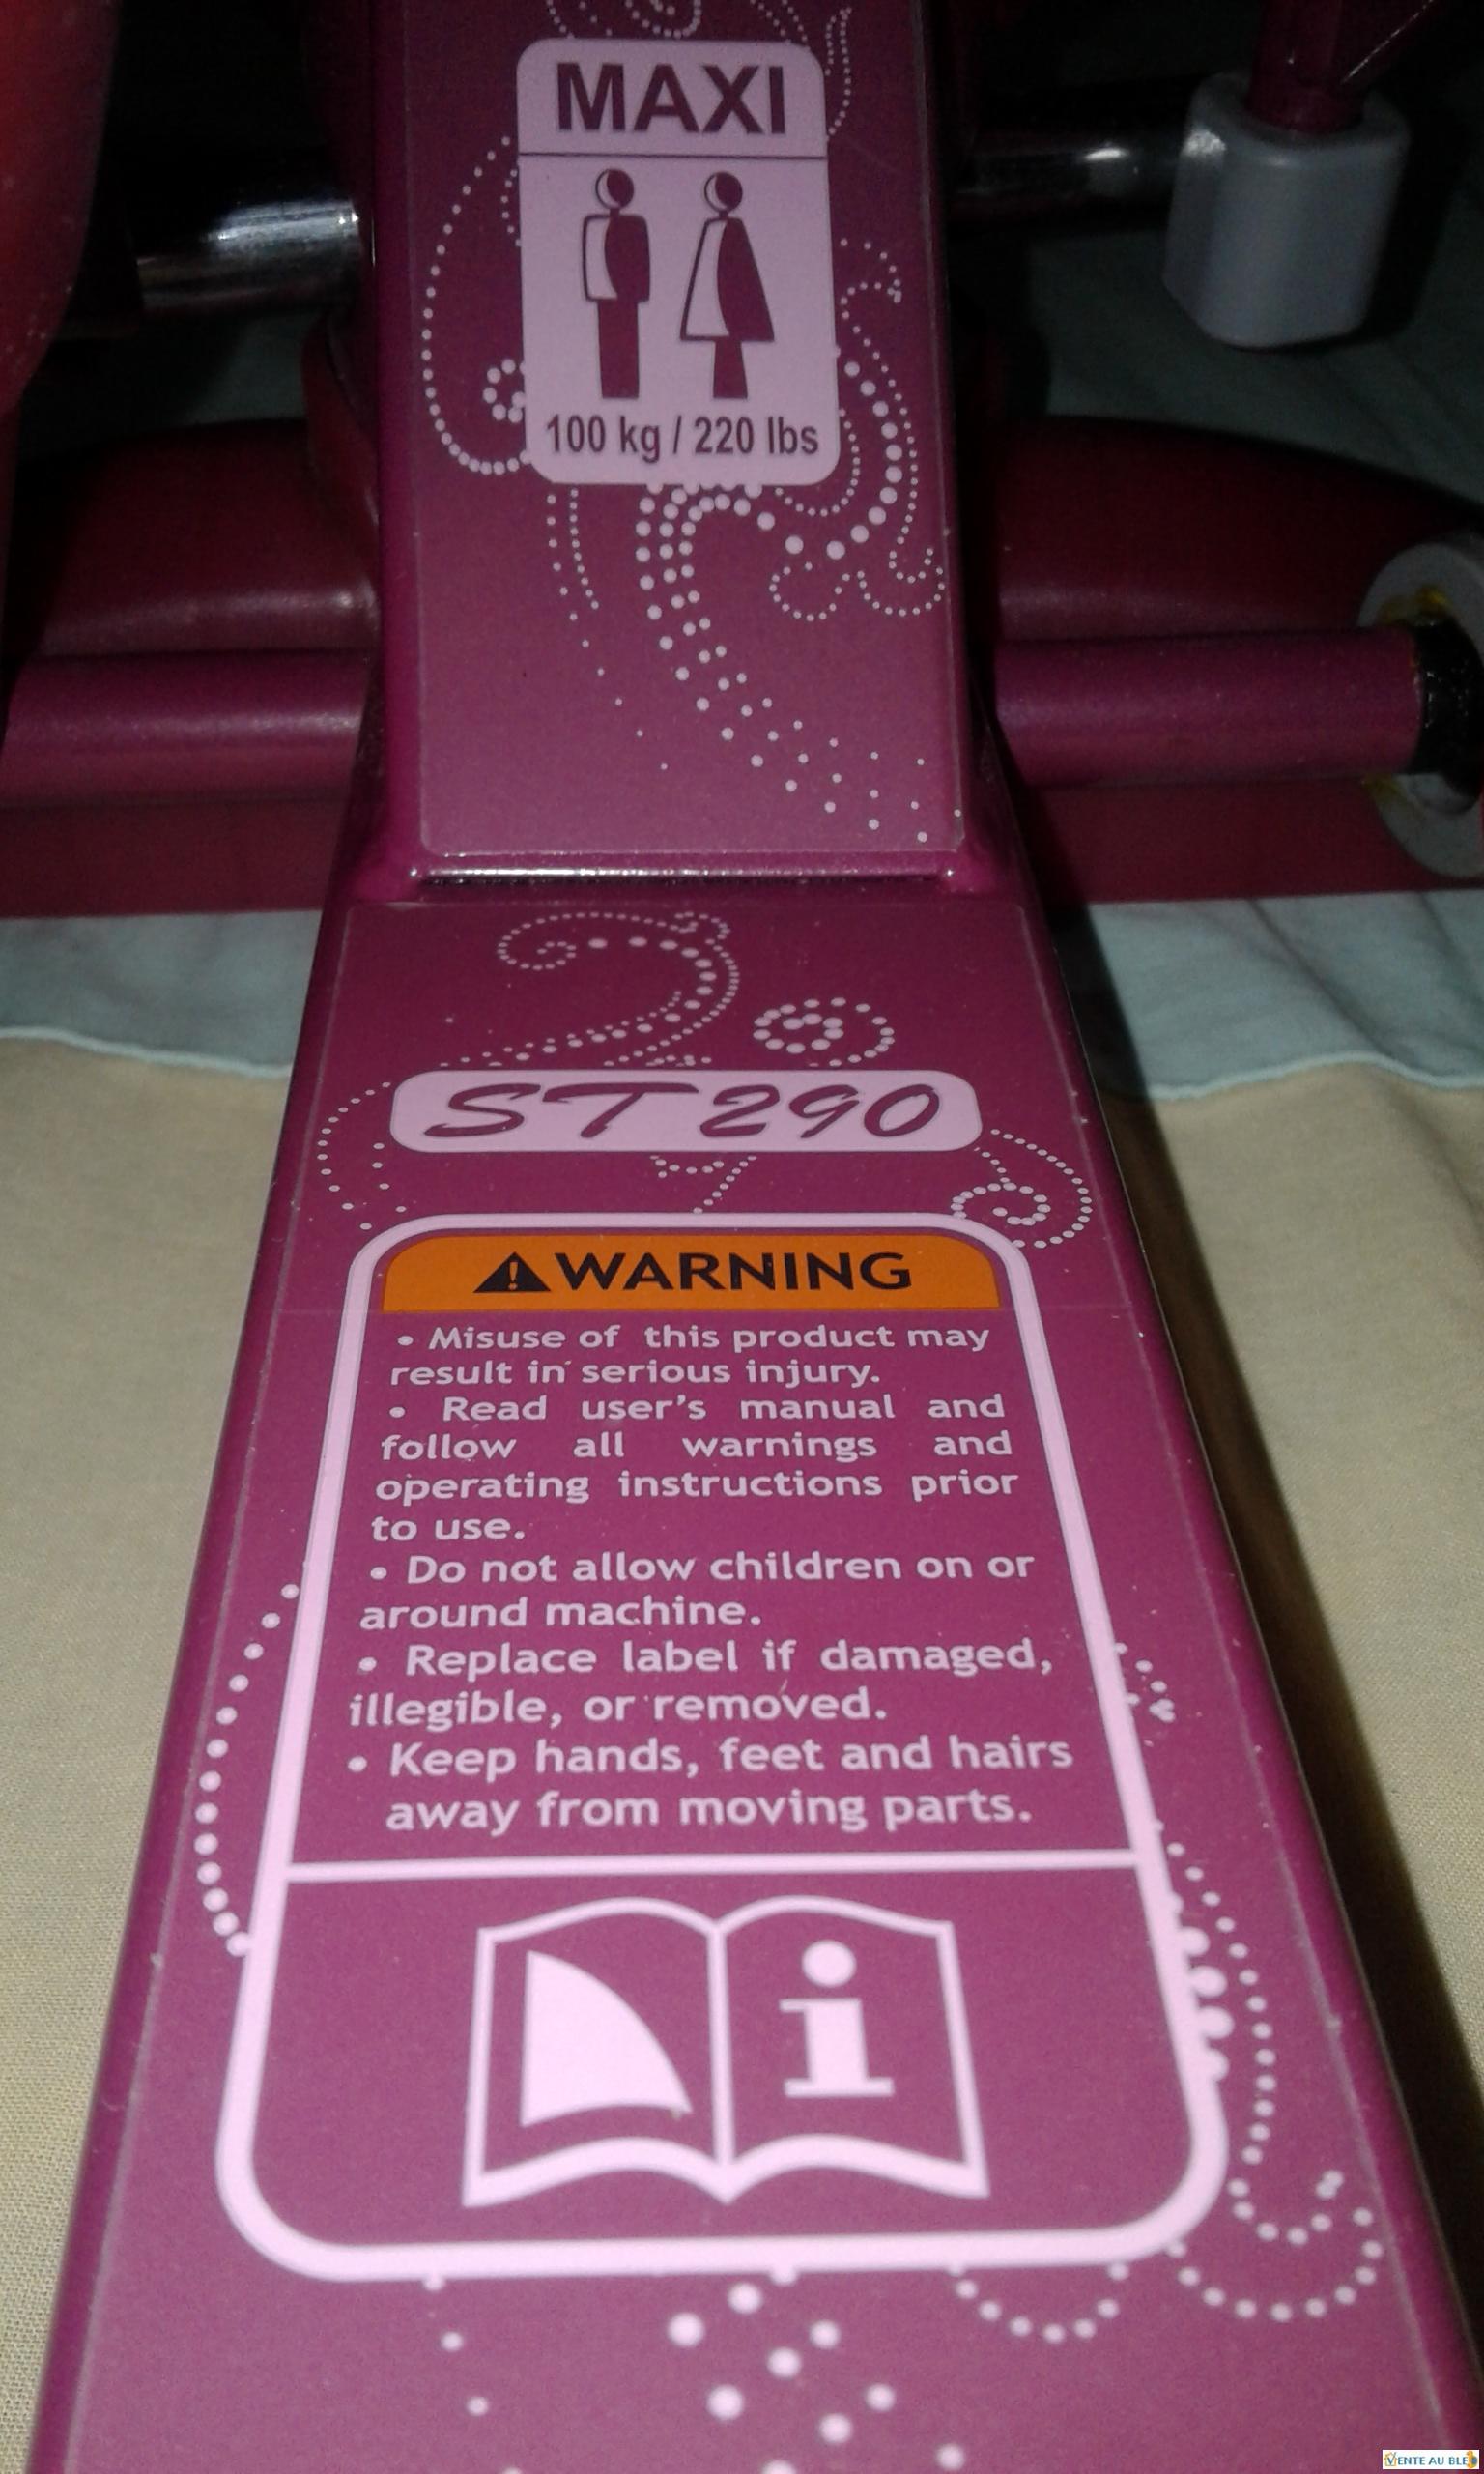 MAXI
100 kg / 220 lbs
ST 290
WARNING
• Misuse of this product may
result in serious injury.
• Read user's manual and
follow all warnings and
operating instructions prior
to use.
• Do not allow children on or
around machine.
• Replace label if damaged,
illegible, or removed.
• Keep hands, feet and hairs
away from moving parts.
i
VENTE AU BLED